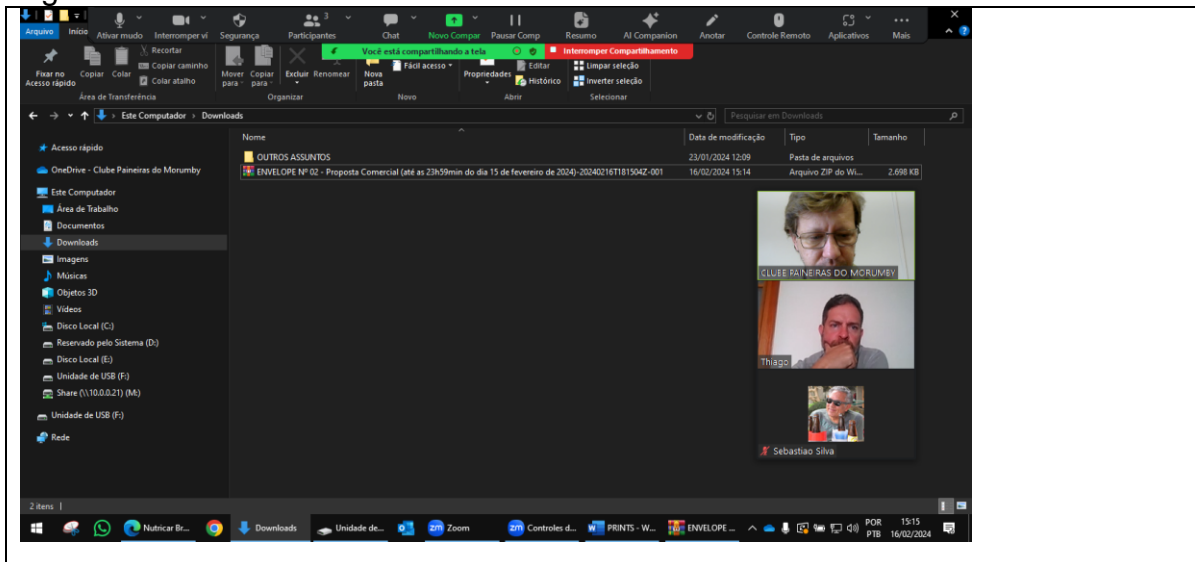 Arquivo Início Ativar mudo Interromper ví Segurança Participantes 3 Chat Novo Compar Pausar Comp Resumo AI Companion Anotar Controle Remoto Aplicativos Mais
Você está compartilhando a tela Interromper Compartilhamento
Recortar
Copiar caminho
Colar atalho
Fixar no
Acesso rápido
Copiar Colar
Mover
para
Copiar
para
Excluir Renomear
Nova
pasta
Fácil acesso
Propriedades
Editar
Histórico
Limpar seleção
Inverter seleção
Área de Transferência Organizar Novo Abrir Selecionar
Este Computador › Downloads Pesquisar em Downloads
Nome Data de modificação Tipo Tamanho
OUTROS ASSUNTOS 23/01/2024 12:09 Pasta de arquivos
ENVELOPE Nº 02 - Proposta Comercial (até as 23h59min do dia 15 de fevereiro de 2024)-20240216T181504Z-001 16/02/2024 15:14 Arquivo ZIP do Wi... 2.698 KB
Acesso rápido
OneDrive - Clube Paineiras do Morumby
Este Computador
Área de Trabalho
Documentos
Downloads
Imagens
Músicas
Objetos 3D
Vídeos
Disco Local (C:)
Reservado pelo Sistema (D:)
Disco Local (E:)
Unidade de USB (F:)
Share (\\10.0.0.21) (M:)
Unidade de USB (F:)
Rede
CLUBE PAINEIRAS DO MORUMBY
Thiago
Sebastiao Silva
2 itens
Nutricar Br... Downloads Unidade de... Zoom Controles d... PRINTS - W... ENVELOPE ... POR 15:15
PTB 16/02/2024